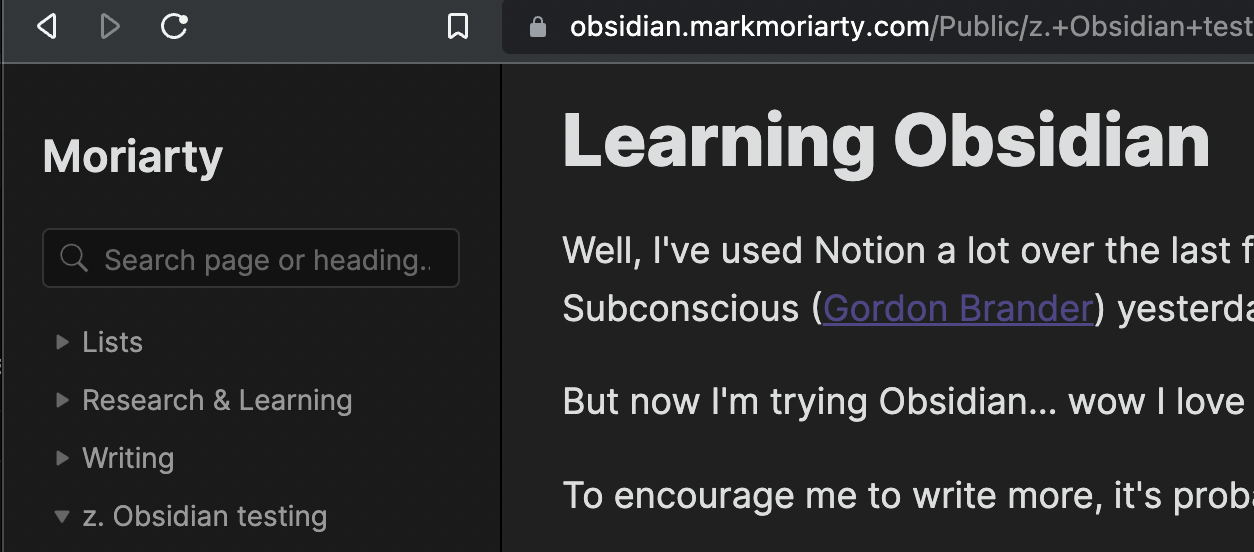 obsidian.markmoriarty.com/Public/z.+Obsidian+test
Moriarty
Search page or heading..
Lists
Research & Learning
Writing
z. Obsidian testing
Learning Obsidian
Well, I've used Notion a lot over the last f
Subconscious (Gordon Brander) yesterda
But now I'm trying Obsidian... wow I love
To encourage me to write more, it's proba